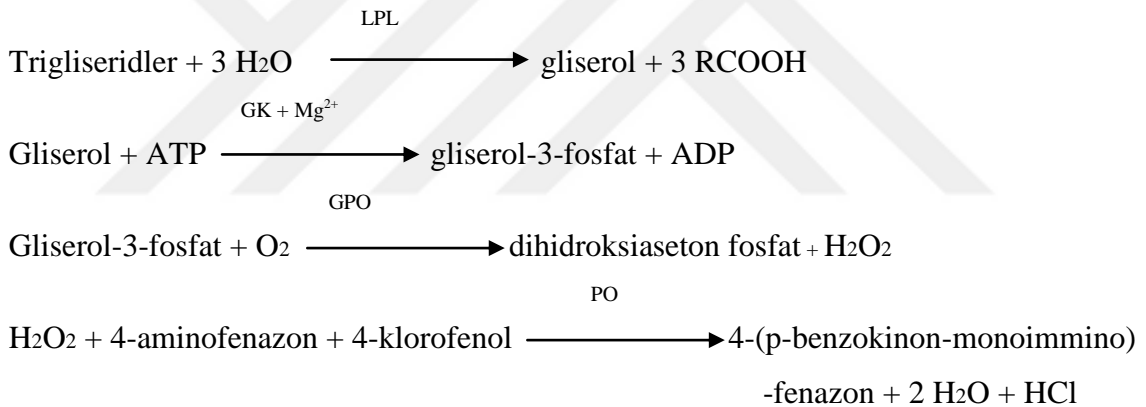 LPL
Trigliseridler + 3 H2O → gliserol + 3 RCOOH
GK + Mg2+
Gliserol + ATP → gliserol-3-fosfat + ADP
GPO
Gliserol-3-fosfat + O2 → dihidroksiaseton fosfat + H2O2
PO
H2O2 + 4-aminofenazon + 4-klorofenol → 4-(p-benzokinon-monoimmino)
-fenazon + 2 H2O + HCl